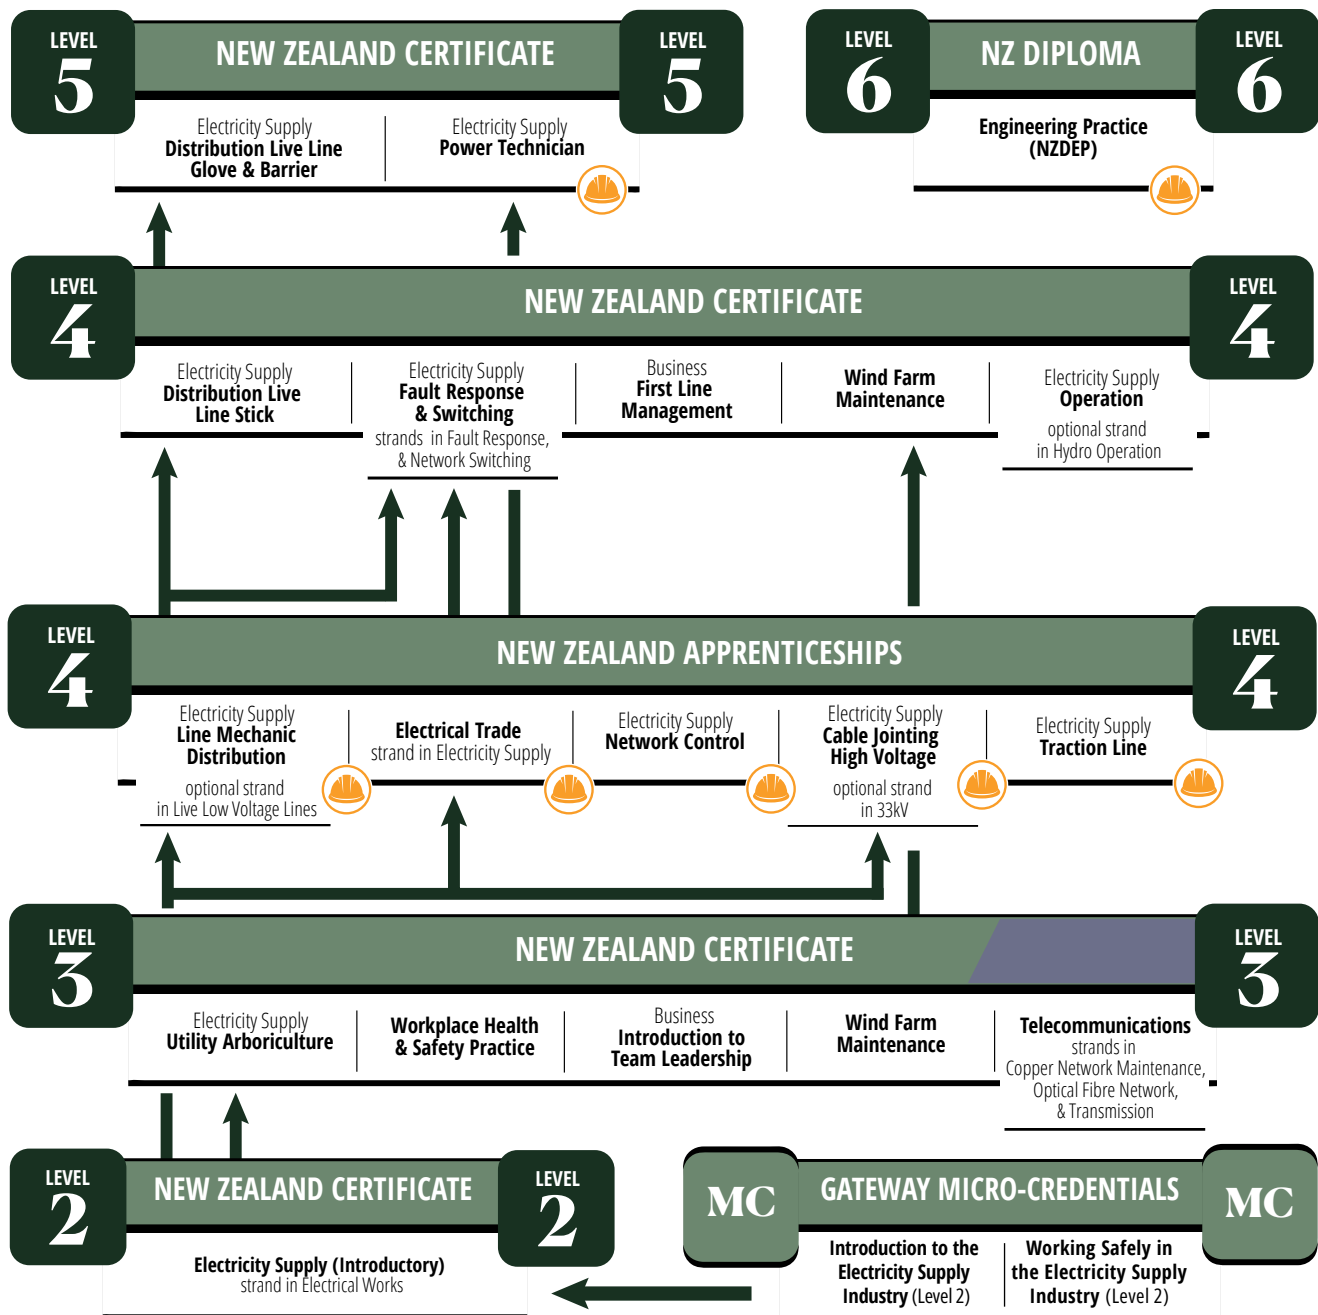 LEVEL
5
NEW ZEALAND CERTIFICATE
LEVEL
5
Electricity Supply
Distribution Live Line
Glove & Barrier
Electricity Supply
Power Technician
LEVEL
6
NZ DIPLOMA
LEVEL
6
Engineering Practice
(NZDEP)
LEVEL
4
NEW ZEALAND CERTIFICATE
LEVEL
4
Electricity Supply
Distribution Live
Line Stick
Electricity Supply
Fault Response
& Switching
strands in Fault Response,
& Network Switching
Business
First Line
Management
Wind Farm
Maintenance
Electricity Supply
Operation
optional strand
in Hydro Operation
LEVEL
4
NEW ZEALAND APPRENTICESHIPS
LEVEL
4
Electricity Supply
Line Mechanic
Distribution
optional strand
in Live Low Voltage Lines
Electrical Trade
strand in Electricity Supply
Electricity Supply
Network Control
Electricity Supply
Cable Jointing
High Voltage
optional strand
in 33kV
Electricity Supply
Traction Line
LEVEL
3
NEW ZEALAND CERTIFICATE
LEVEL
3
Electricity Supply
Utility Arboriculture
Workplace Health
& Safety Practice
Business
Introduction to
Team Leadership
Wind Farm
Maintenance
Telecommunications
strands in
Copper Network Maintenance,
Optical Fibre Network,
& Transmission
LEVEL
2
NEW ZEALAND CERTIFICATE
LEVEL
2
Electricity Supply (Introductory)
strand in Electrical Works
MC
GATEWAY MICRO-CREDENTIALS
MC
Introduction to the
Electricity Supply
Industry (Level 2)
Working Safely in
the Electricity Supply
Industry (Level 2)